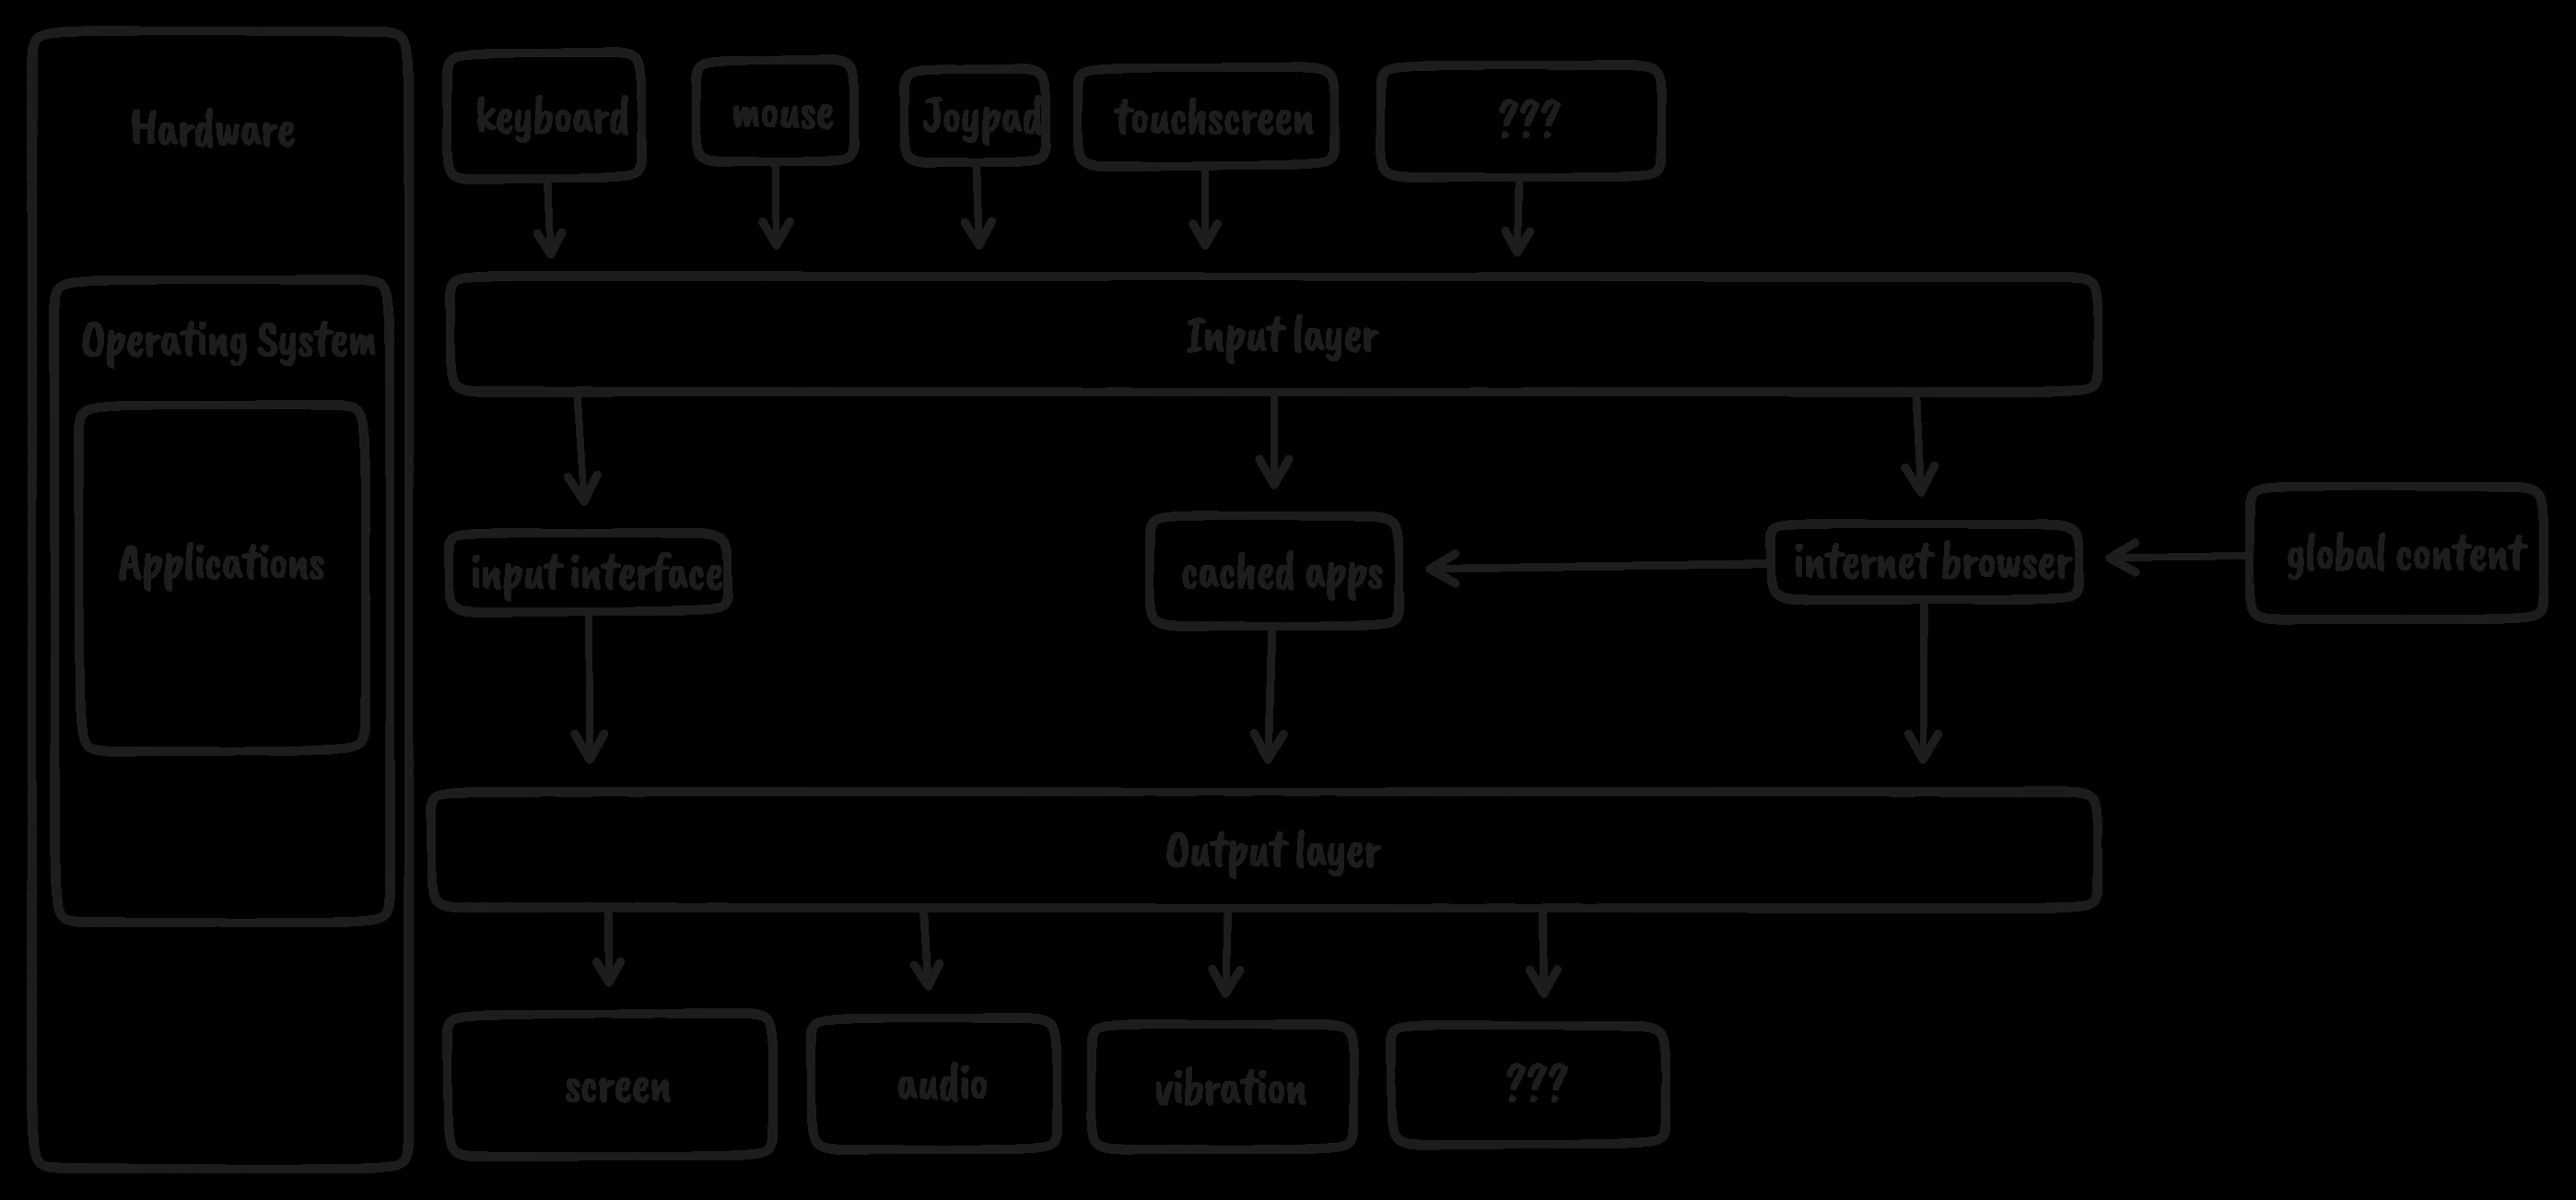 Hardware
keyboard
mouse
Joypad
touchscreen
???
Input layer
Operating System
Applications
input interface
cached apps
internet browser
global content
Output layer
screen
audio
vibration
???